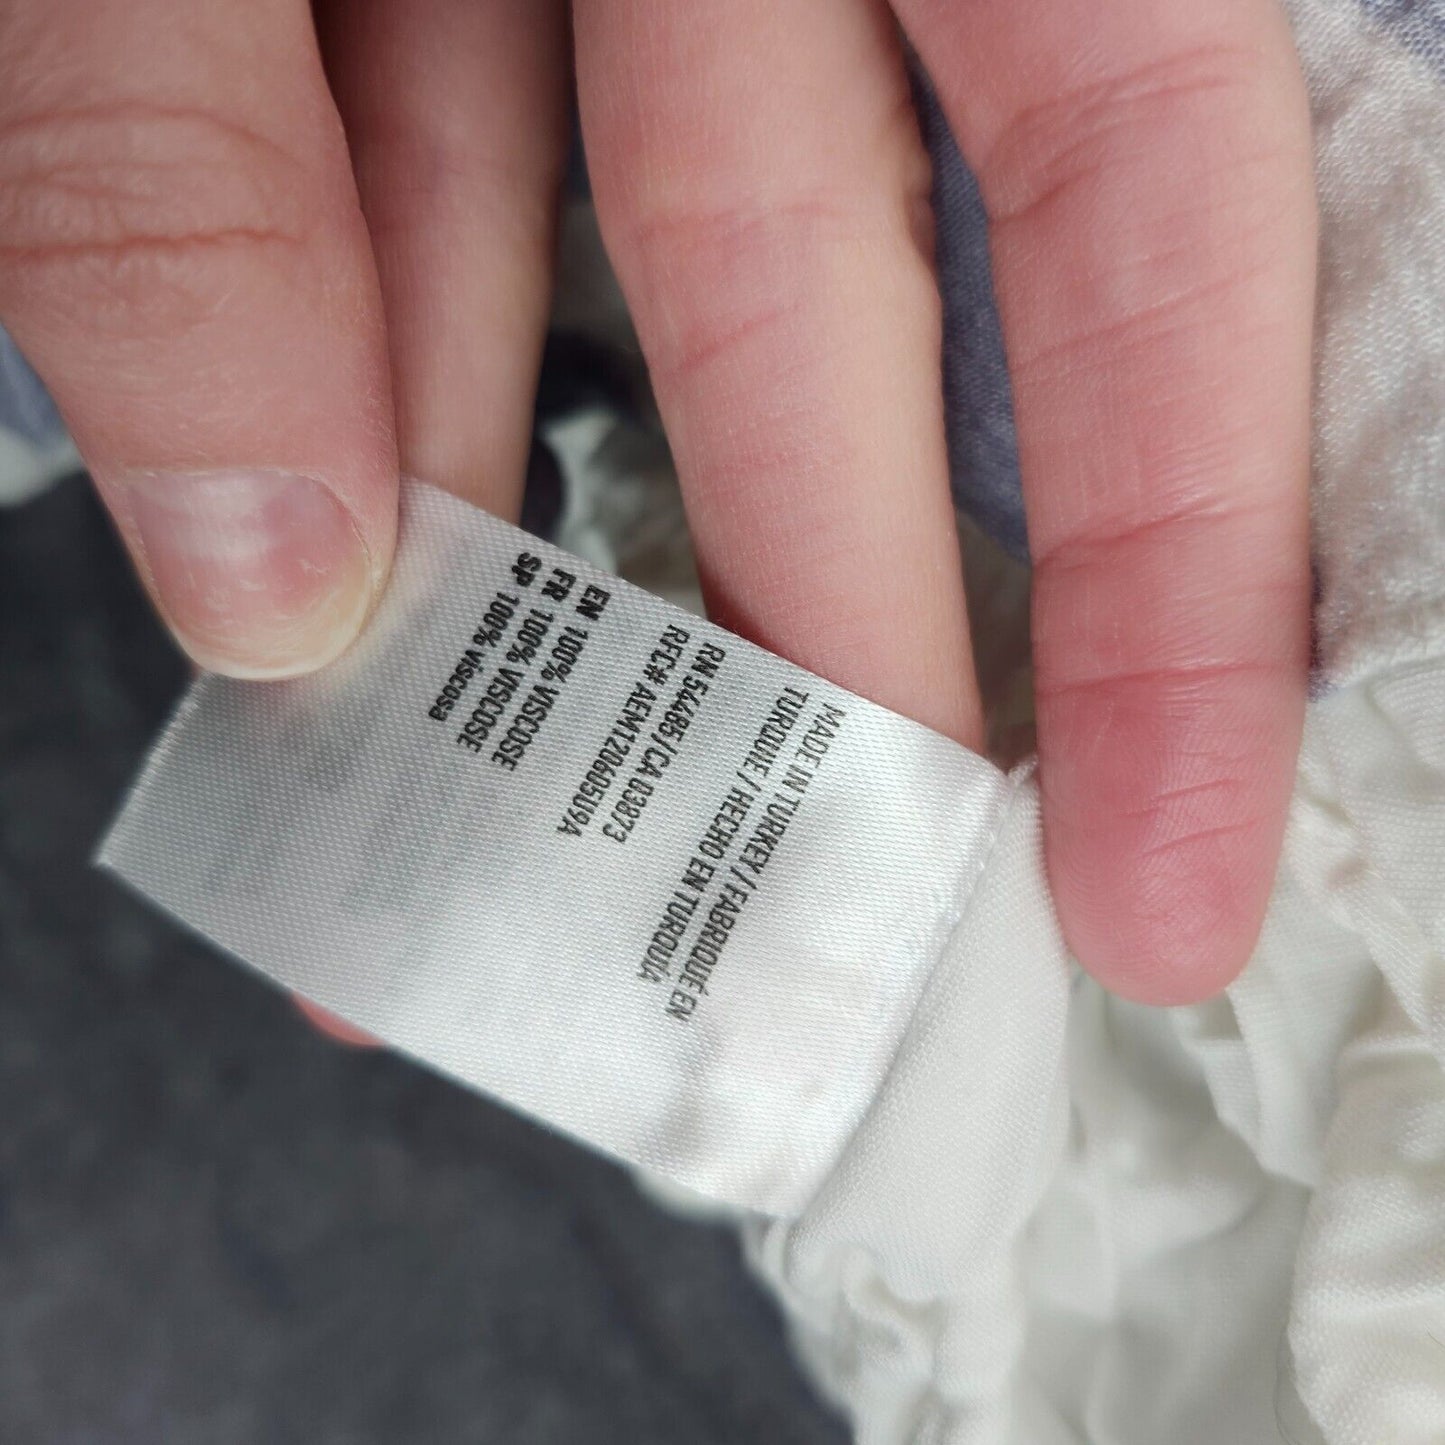 MADE IN TURKEY / FABRIQUÉ EN
TURQUIE / HECHO EN TURQUÍA
RN 54485 / CA 03873
RFC# AEM120605U9A
EN 100% VISCOSE
FR 100% VISCOSE
SP 100% viscosa